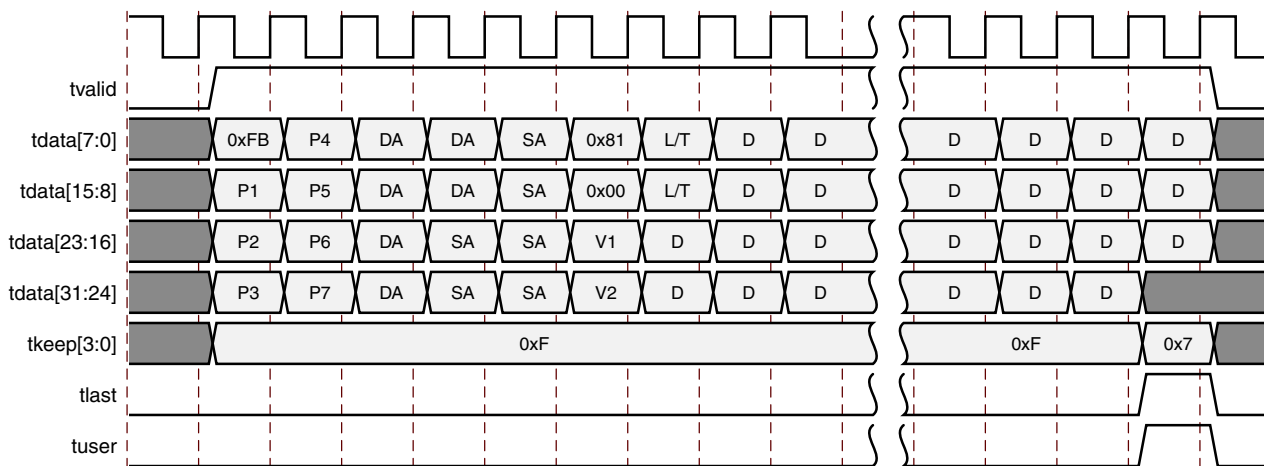 tvalid
tdata[7:0] 0xFB P4 DA DA SA 0x81 L/T D D D D D D
tdata[15:8] P1 P5 DA DA SA 0x00 L/T D D D D D D
tdata[23:16] P2 P6 DA SA SA V1 D D D D D D D
tdata[31:24] P3 P7 DA SA SA V2 D D D D D D
tkeep[3:0] 0xF 0xF 0x7
tlast
tuser